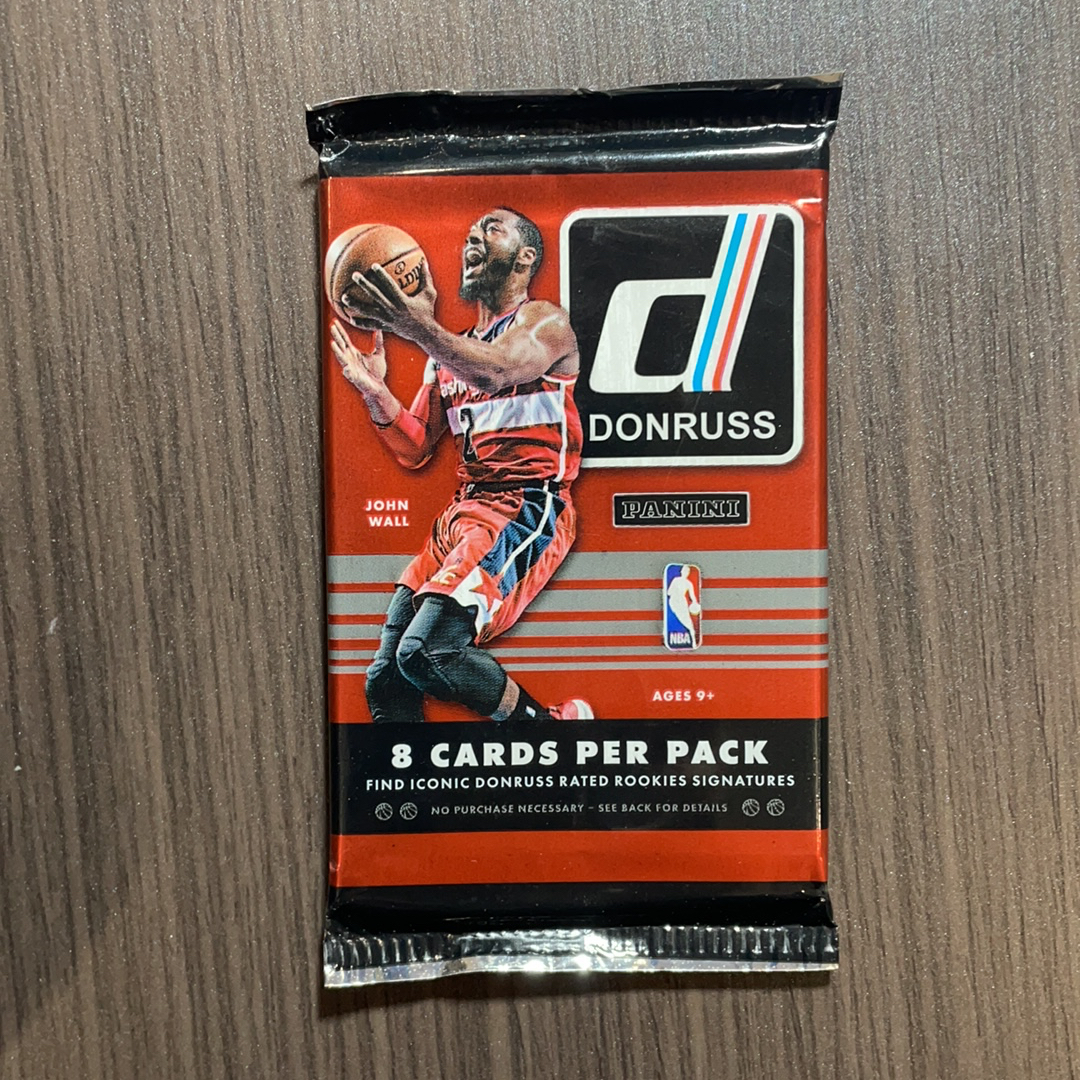 DONRUSS
JOHN
WALL
PANINI
NBA
AGES 9+
8 CARDS PER PACK
FIND ICONIC DONRUSS RATED ROOKIES SIGNATURES
NO PURCHASE NECESSARY – SEE BACK FOR DETAILS